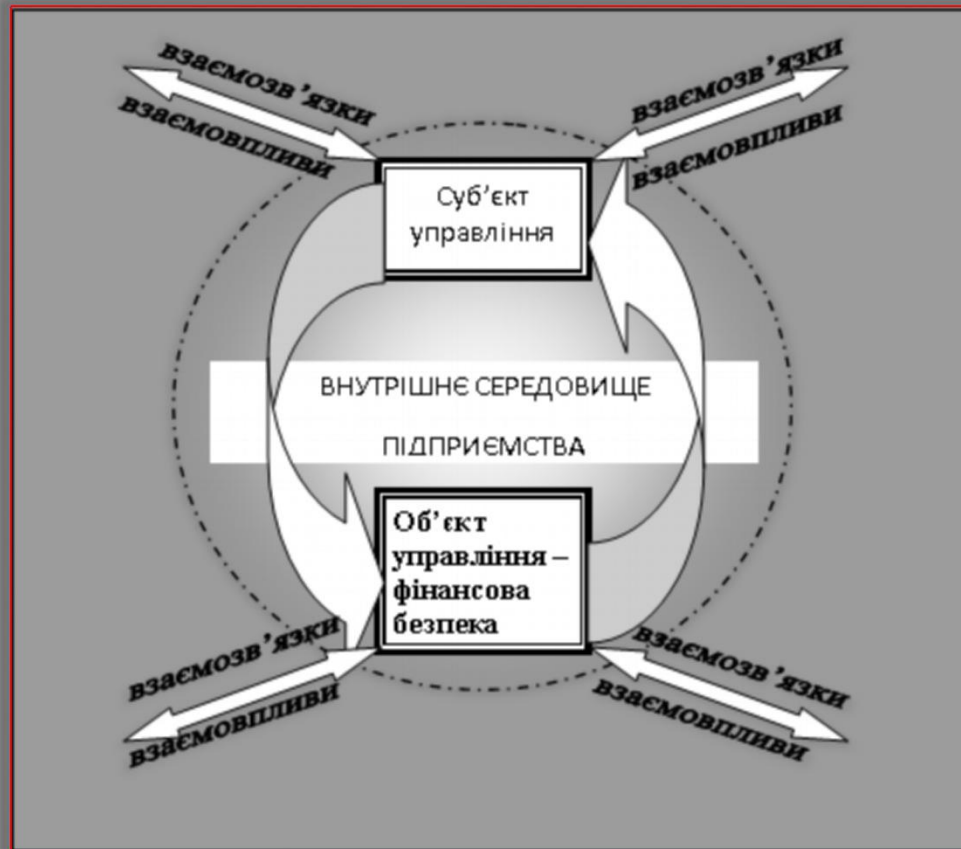 взаємозв’язки
взаємовпливи
взаємозв’язки
взаємовпливи
Суб’єкт
управління
ВНУТРІШНЄ СЕРЕДОВИЩЕ
ПІДПРИЄМСТВА
Об’єкт
управління –
фінансова
безпека
взаємозв’язки
взаємовпливи
взаємозв’язки
взаємовпливи